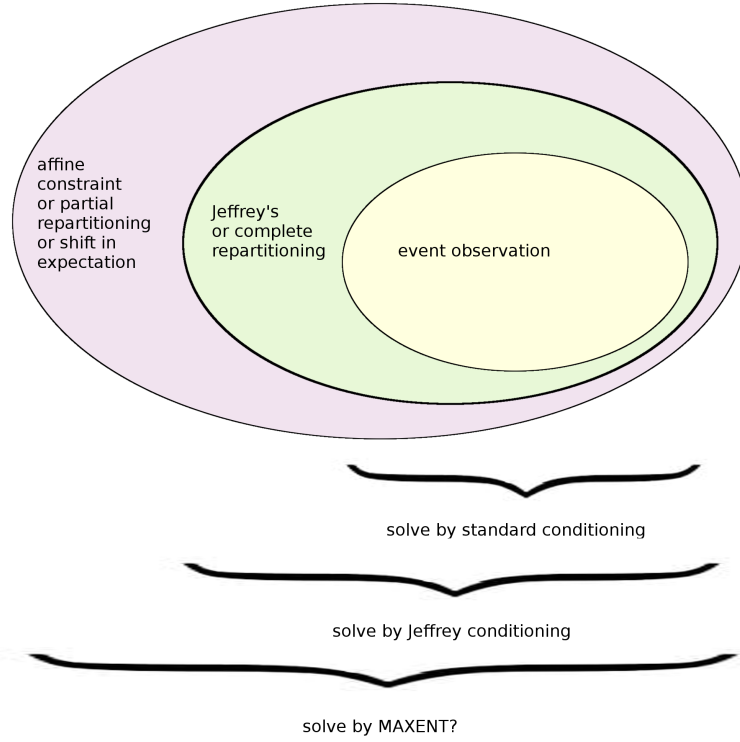 affine
constraint
or partial
repartitioning
or shift in
expectation
Jeffrey's
or complete
repartitioning
event observation
solve by standard conditioning
solve by Jeffrey conditioning
solve by MAXENT?